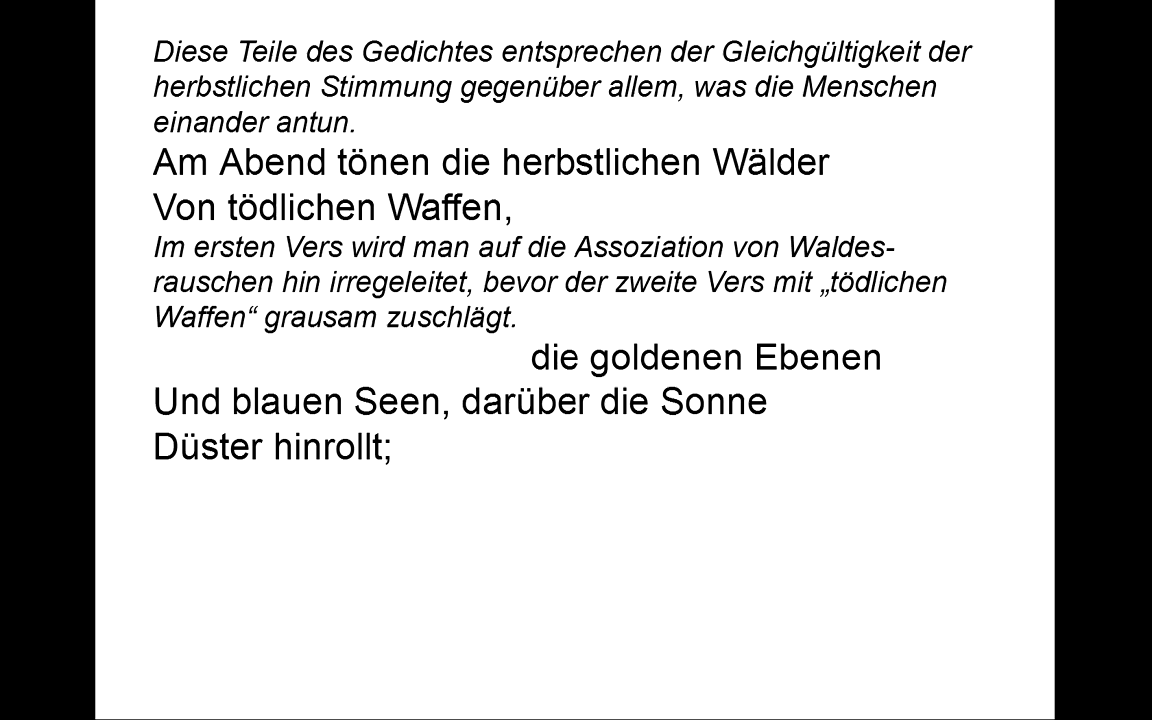 Diese Teile des Gedichtes entsprechen der Gleichgültigkeit der
herbstlichen Stimmung gegenüber allem, was die Menschen
einander antun.
Am Abend tönen die herbstlichen Wälder
Von tödlichen Waffen,
Im ersten Vers wird man auf die Assoziation von Waldes-
rauschen hin irregeleitet, bevor der zweite Vers mit „tödlichen
Waffen“ grausam zuschlägt.
die goldenen Ebenen
Und blauen Seen, darüber die Sonne
Düster hinrollt;